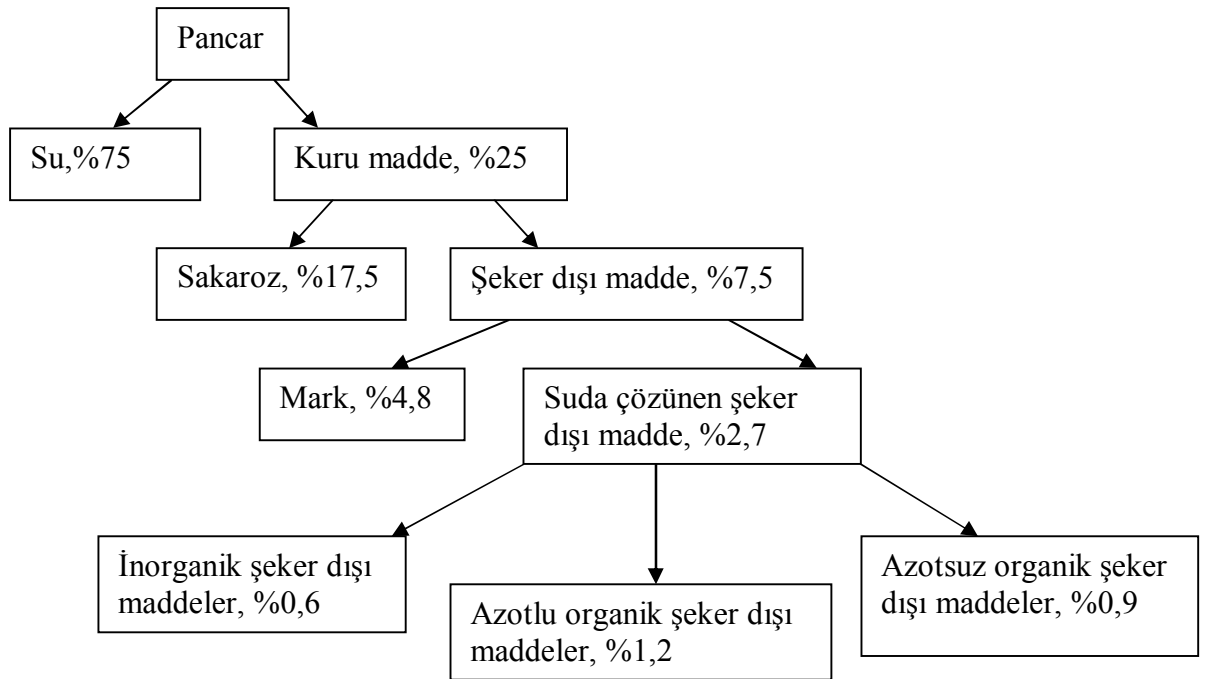 Pancar
Su,%75
Kuru madde, %25
Sakaroz, %17,5
Şeker dışı madde, %7,5
Mark, %4,8
Suda çözünen şeker
dışı madde, %2,7
İnorganik şeker dışı
maddeler, %0,6
Azotlu organik şeker dışı
maddeler, %1,2
Azotsuz organik şeker
dışı maddeler, %0,9